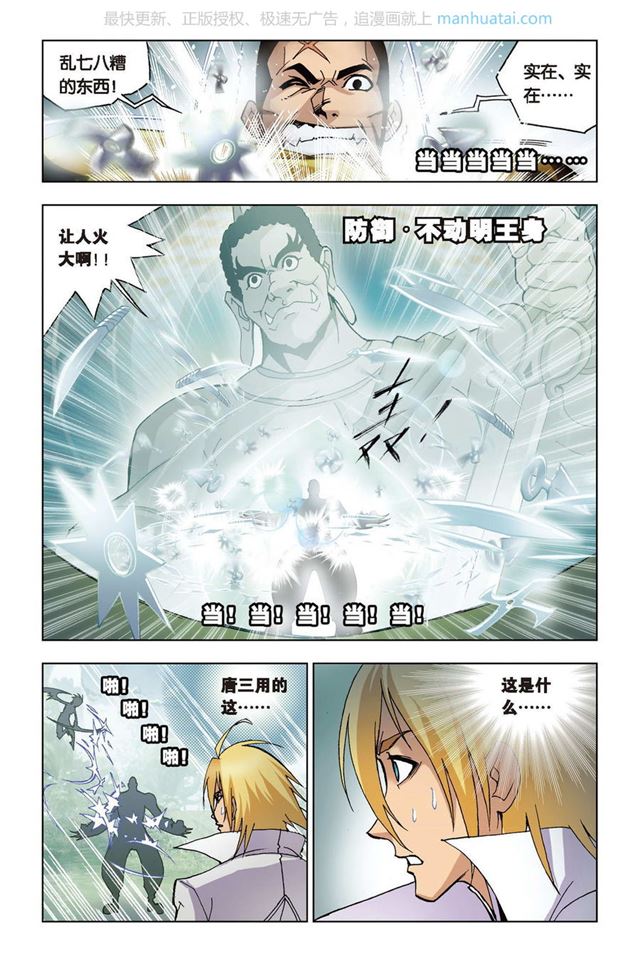 最快更新、正版授权、极速无广告，追漫画就上 manhuatai.com
乱七八糟
的东西！
实在、实
在……
当当当当当……
防御·不动明王身
让人火
大啊！！
轰！
当！当！当！当！当！
唐三用的
这……
啪！
啪！
啪！
啪！
这是什
么……